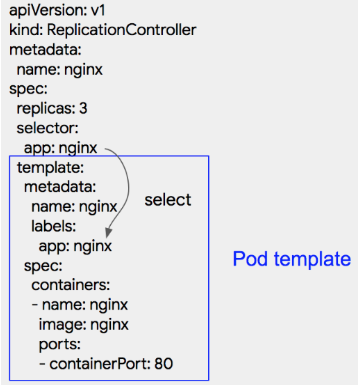 apiVersion: v1
kind: ReplicationController
metadata:
  name: nginx
spec:
  replicas: 3
  selector:
    app: nginx
  template:
    metadata:
      name: nginx
      labels:
        app: nginx
    spec:
      containers:
      - name: nginx
        image: nginx
        ports:
        - containerPort: 80
select
Pod template